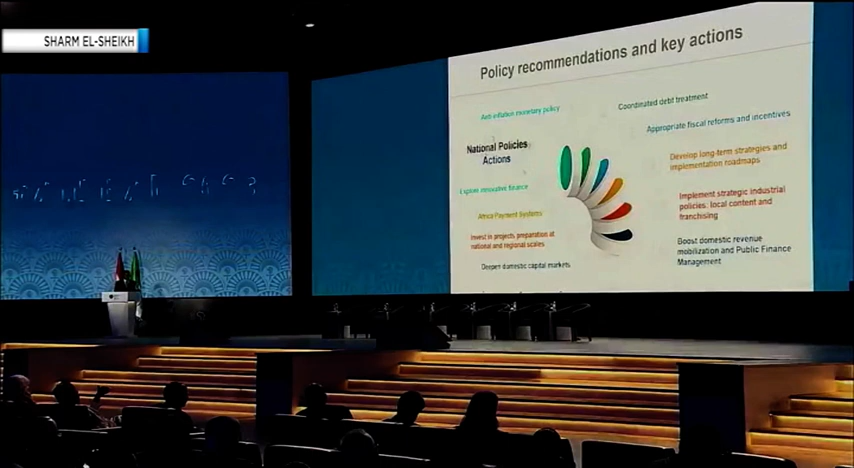 SHARM EL-SHEIKH
Policy recommendations and key actions
Anti-inflation monetary policy
National Policies
Actions
Explore innovative finance
Africa Payment Systems
Invest in projects preparation at
national and regional scales
Deepen domestic capital markets
Coordinated debt treatment
Appropriate fiscal reforms and incentives
Develop long-term strategies and
implementation roadmaps
Implement strategic industrial
policies, local content and
franchising
Boost domestic revenue
mobilization and Public Finance
Management